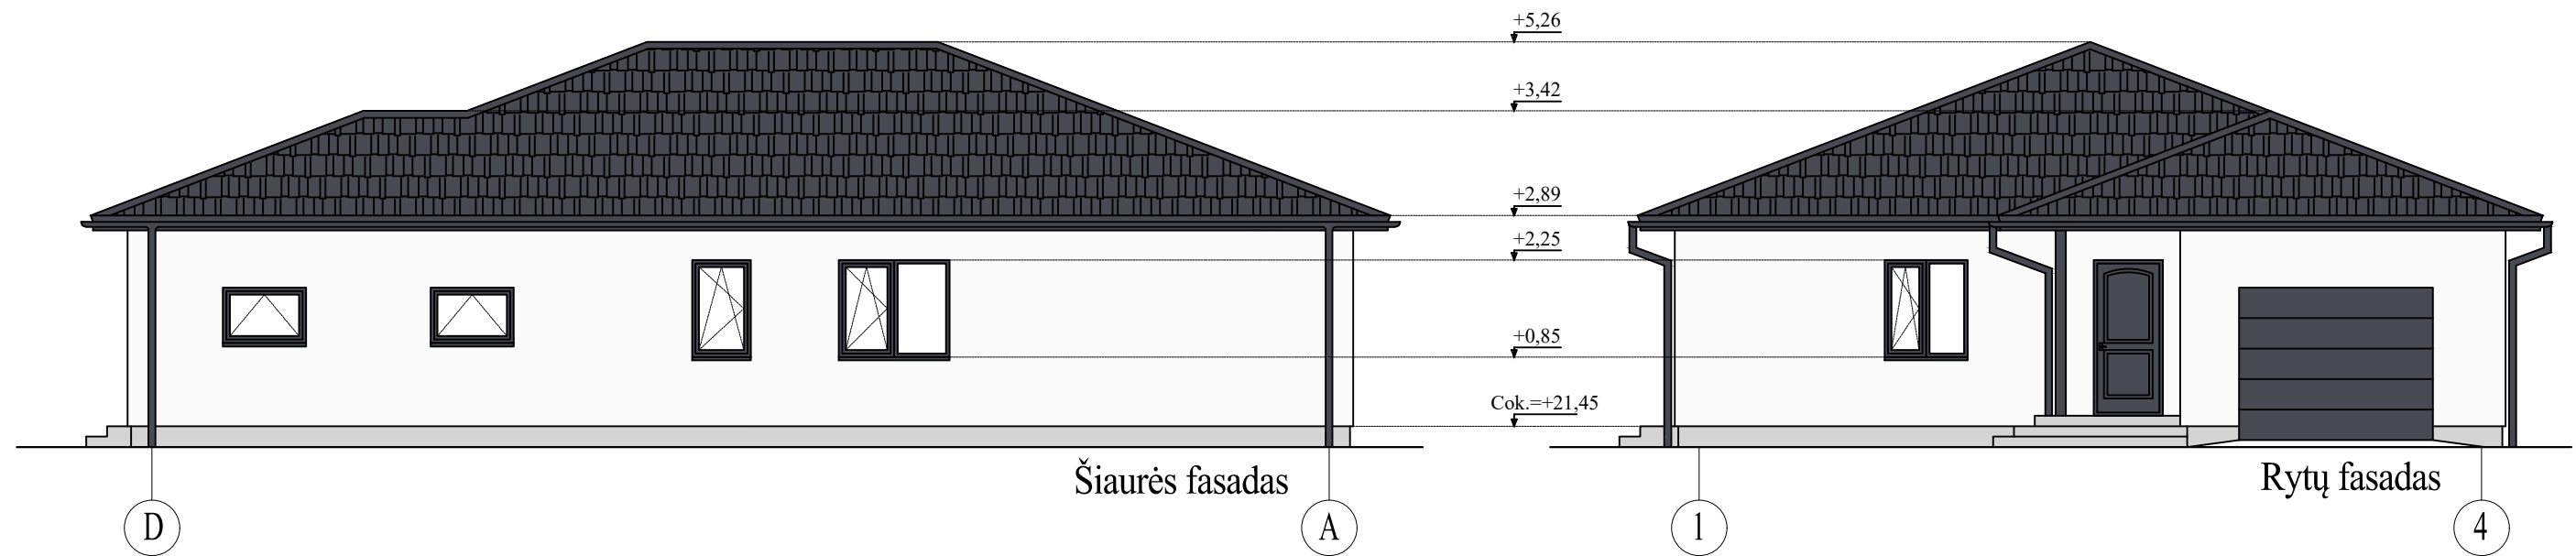 +5,26
+3,42
+2,89
+2,25
+0,85
Cok.=+21,45
Šiaurės fasadas
Rytų fasadas
D
A
1
4